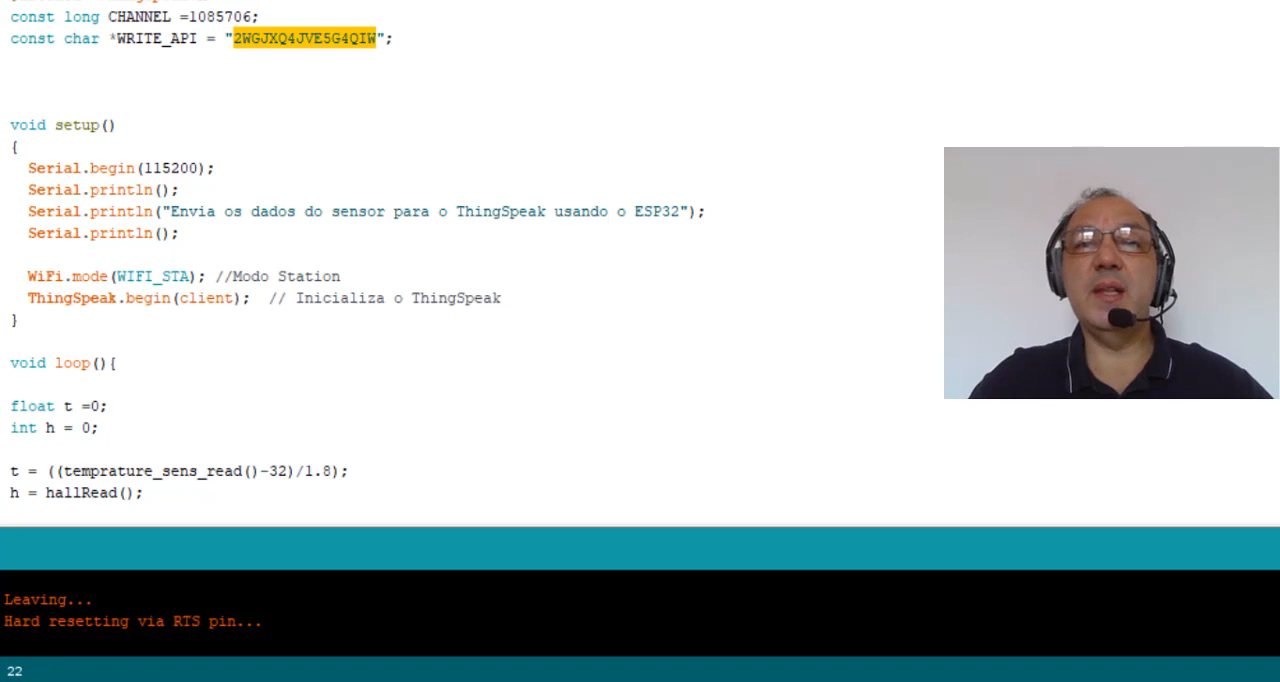 const long CHANNEL =1085706;
const char *WRITE_API = "2WGJXQ4JVE5G4QIW";
void setup()
{
Serial.begin(115200);
Serial.println();
Serial.println("Envia os dados do sensor para o ThingSpeak usando o ESP32");
Serial.println();
WiFi.mode(WIFI_STA); //Modo Station
ThingSpeak.begin(client);  // Inicializa o ThingSpeak
}
void loop(){
float t =0;
int h = 0;
t = ((temprature_sens_read()-32)/1.8);
h = hallRead();
Leaving...
Hard resetting via RTS pin...
22